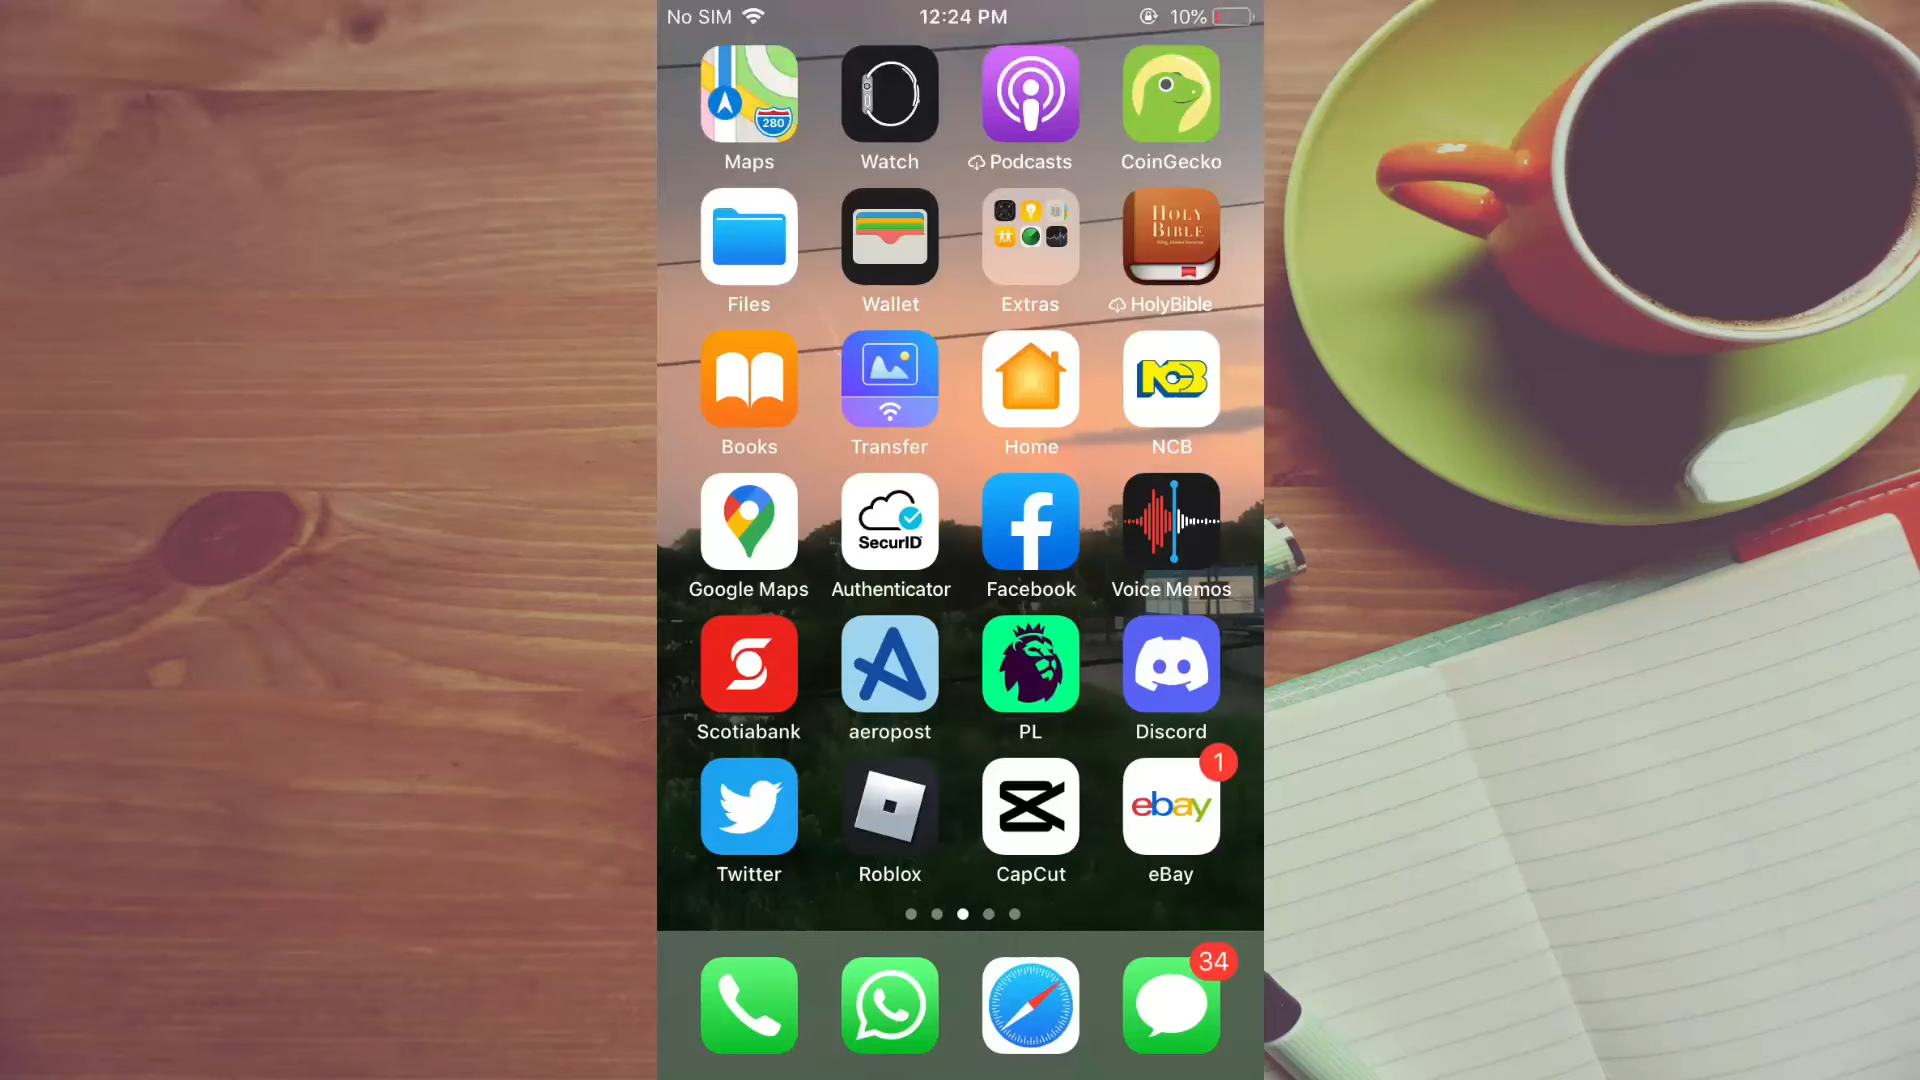 No SIM 12:24 PM 10%
280
Maps Watch Podcasts CoinGecko
HOLY
BIBLE
Files Wallet Extras HolyBible
NCB
Books Transfer Home NCB
SecurID
Google Maps Authenticator Facebook Voice Memos
Scotiabank aeropost PL Discord
1
ebay
Twitter Roblox CapCut eBay
34